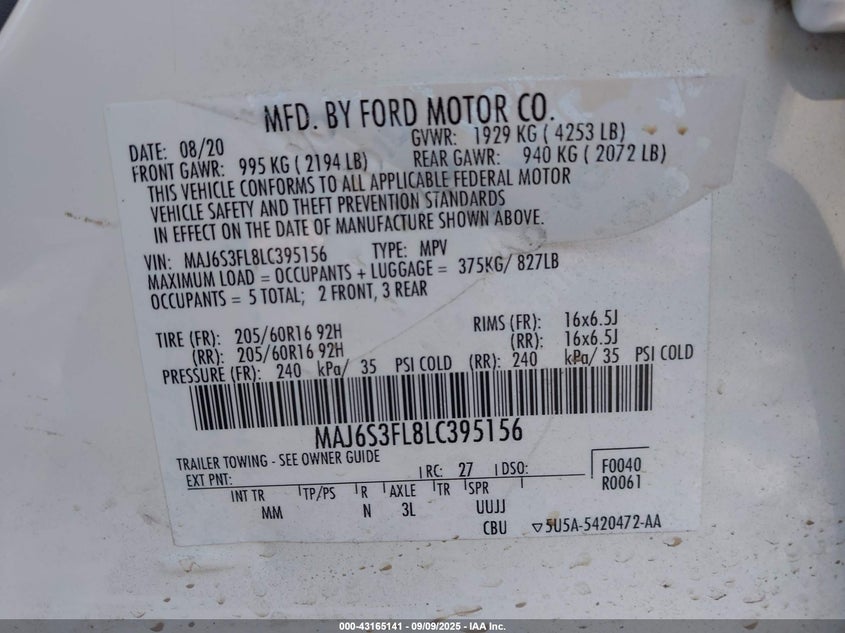 MFD. BY FORD MOTOR CO.
DATE: 08/20 GVWR: 1929 KG ( 4253 LB)
FRONT GAWR: 995 KG ( 2194 LB) REAR GAWR: 940 KG ( 2072 LB)
THIS VEHICLE CONFORMS TO ALL APPLICABLE FEDERAL MOTOR
VEHICLE SAFETY AND THEFT PREVENTION STANDARDS
IN EFFECT ON THE DATE OF MANUFACTURE SHOWN ABOVE.
VIN: MAJ6S3FL8LC395156 TYPE: MPV
MAXIMUM LOAD = OCCUPANTS + LUGGAGE = 375KG/ 827LB
OCCUPANTS = 5 TOTAL; 2 FRONT, 3 REAR
TIRE (FR): 205/60R16 92H RIMS (FR): 16x6.5J
(RR): 205/60R16 92H (RR): 16x6.5J
PRESSURE (FR): 240 kPa/ 35 PSI COLD (RR): 240 kPa/ 35 PSI COLD
MAJ6S3FL8LC395156
TRAILER TOWING - SEE OWNER GUIDE
EXT PNT: RC: 27 DSO: F0040
R0061
INT TR TP/PS R AXLE TR SPR
MM N 3L UUJJ
CBU ▽5U5A-5420472-AA
000-43165141 - 09/09/2025 - IAA Inc.